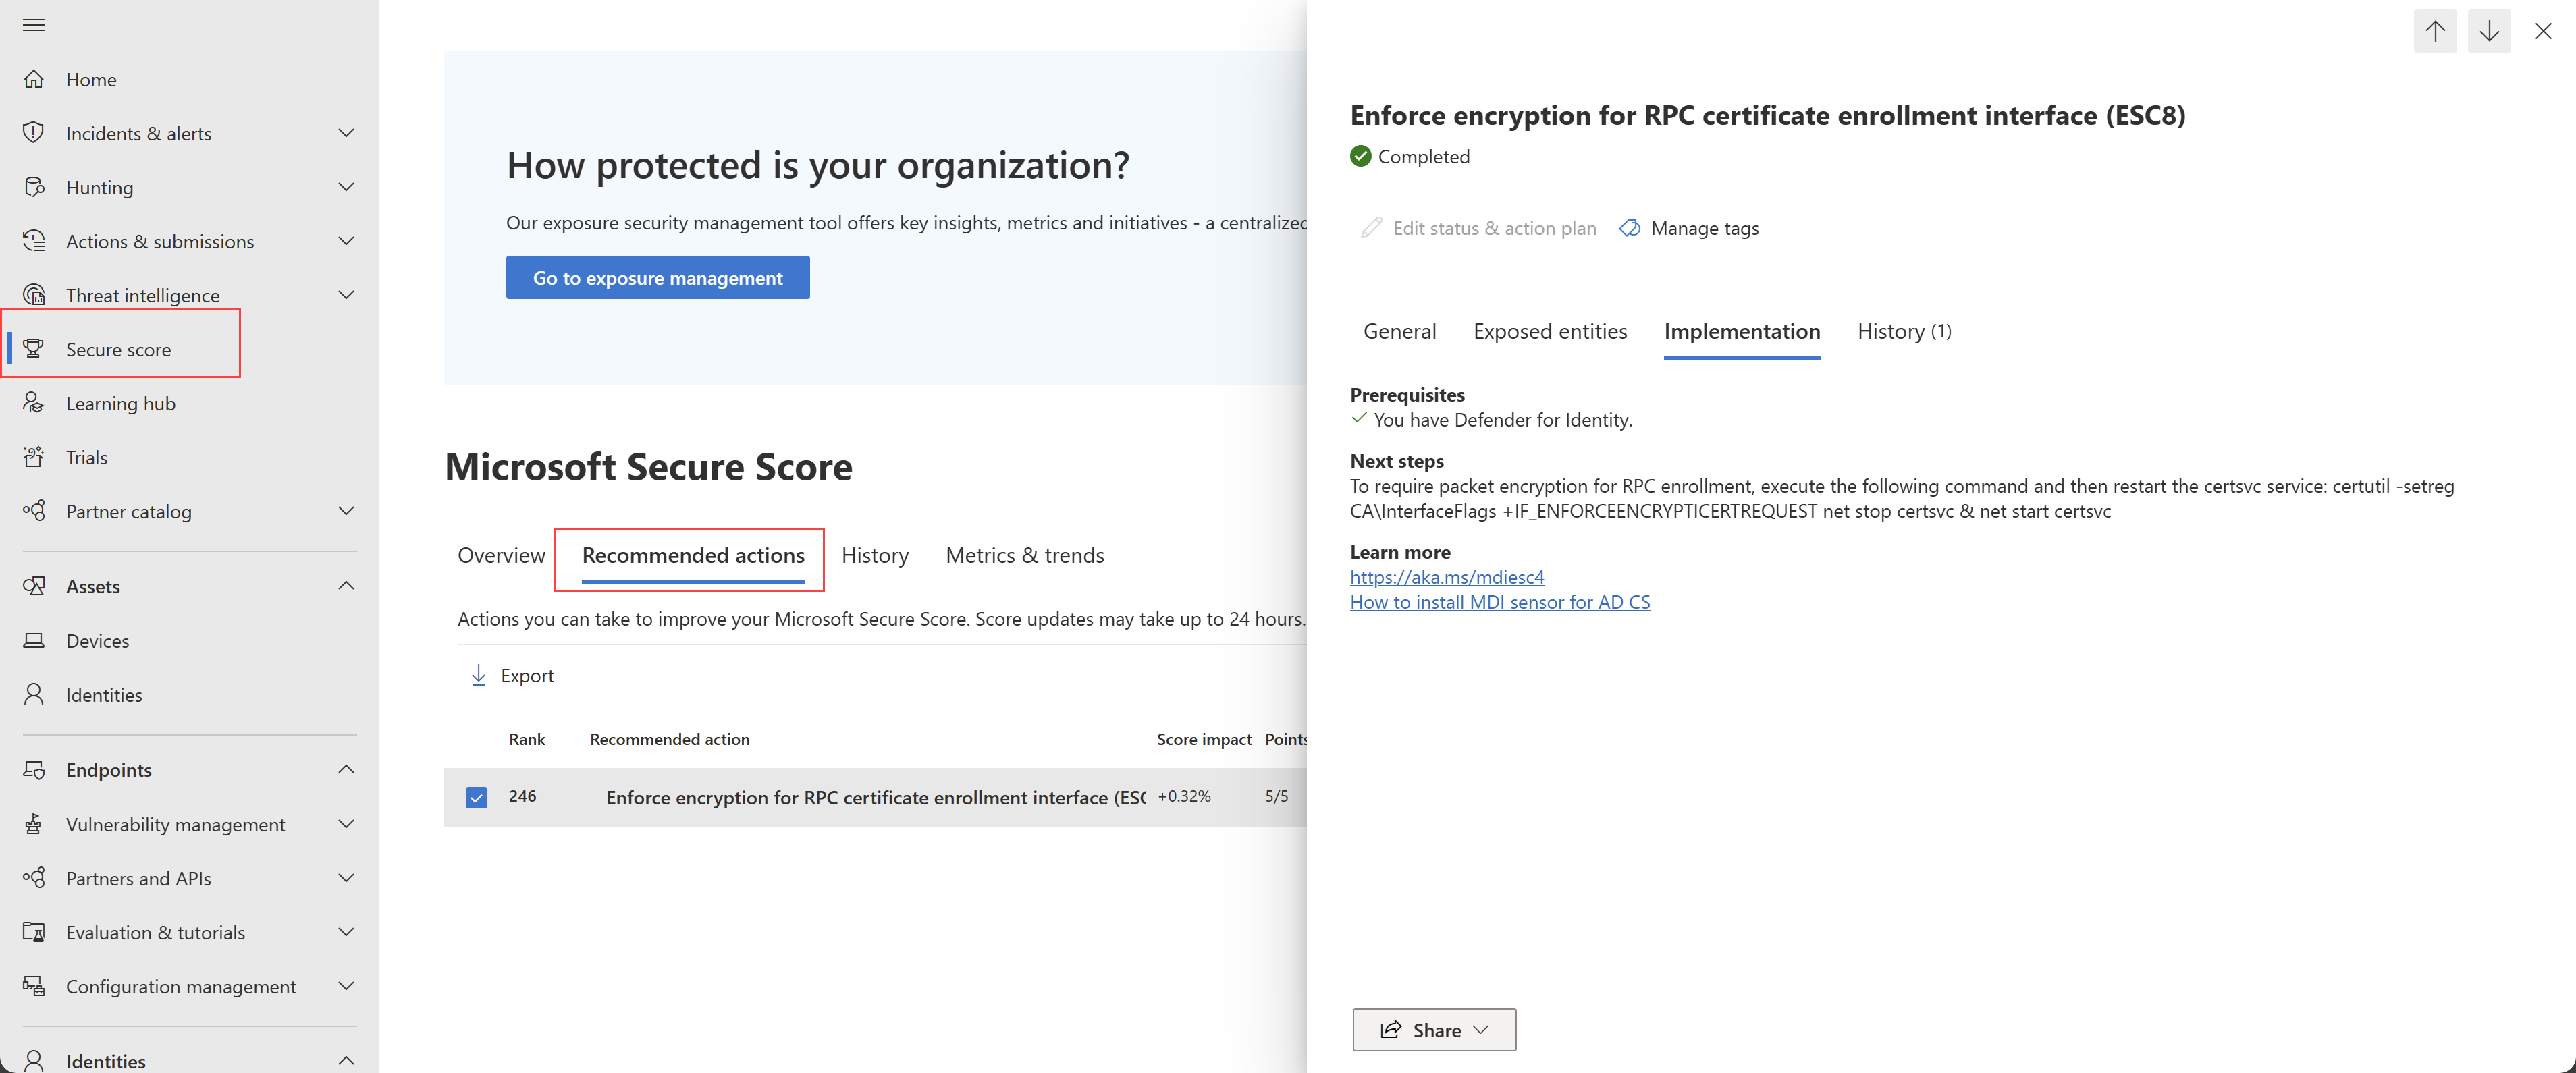 Home
Incidents & alerts
Hunting
Actions & submissions
Threat intelligence
Secure score
Learning hub
Trials
Partner catalog
Assets
Devices
Identities
Endpoints
Vulnerability management
Partners and APIs
Evaluation & tutorials
Configuration management
Identities
How protected is your organization?
Our exposure security management tool offers key insights, metrics and initiatives - a centralized
Go to exposure management
Microsoft Secure Score
Overview Recommended actions History Metrics & trends
Actions you can take to improve your Microsoft Secure Score. Score updates may take up to 24 hours.
Export
Rank Recommended action Score impact Points
246 Enforce encryption for RPC certificate enrollment interface (ESC +0.32% 5/5
Enforce encryption for RPC certificate enrollment interface (ESC8)
Completed
Edit status & action plan Manage tags
General Exposed entities Implementation History (1)
Prerequisites
You have Defender for Identity.
Next steps
To require packet encryption for RPC enrollment, execute the following command and then restart the certsvc service: certutil -setreg
CA\InterfaceFlags +IF_ENFORCEENCRYPTICERTREQUEST net stop certsvc & net start certsvc
Learn more
https://aka.ms/mdiesc4
How to install MDI sensor for AD CS
Share